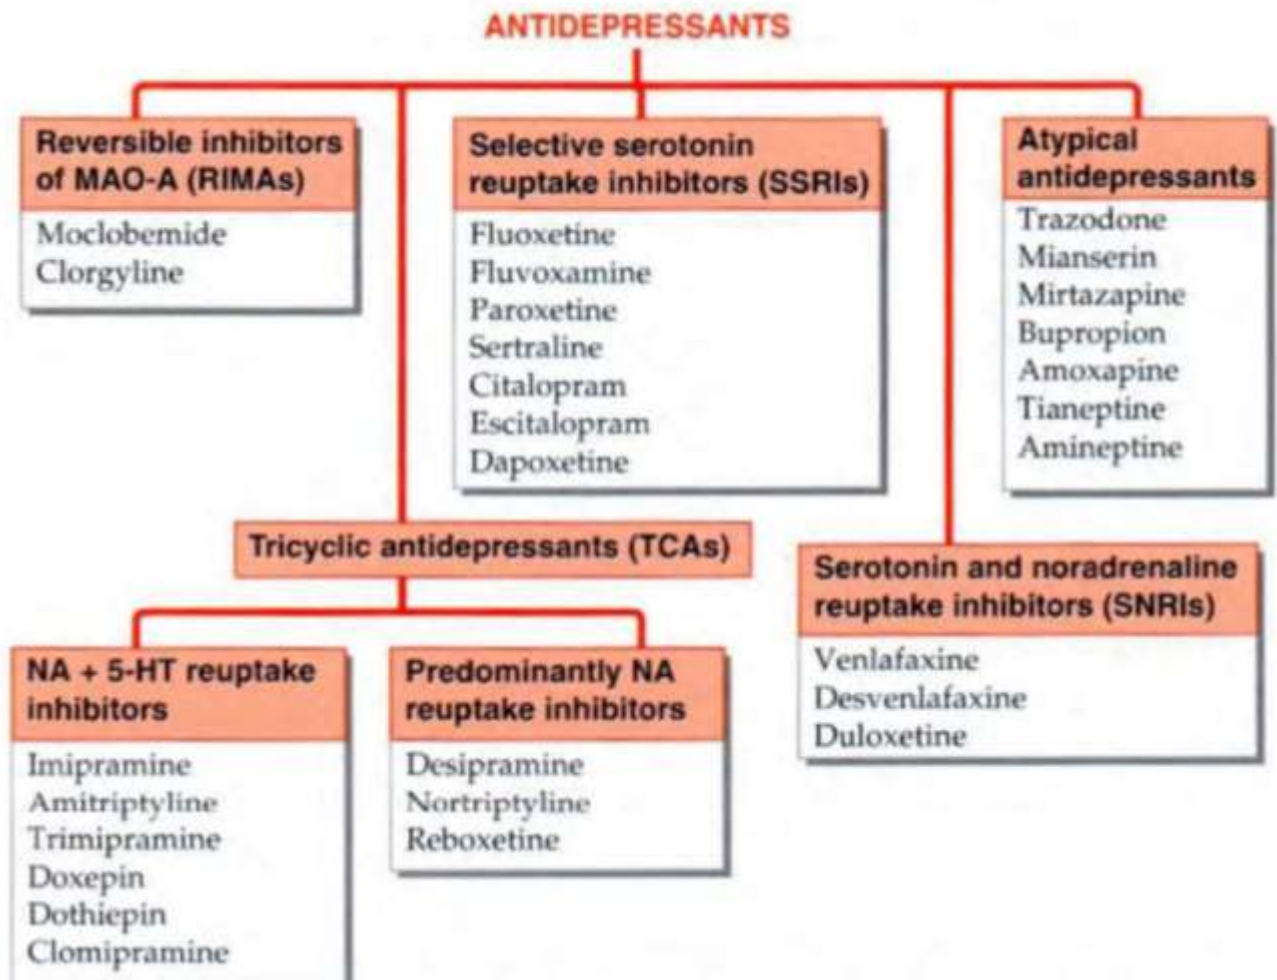 ANTIDEPRESSANTS
Reversible inhibitors
of MAO-A (RIMAs)
Moclobemide
Clorgyline
Selective serotonin
reuptake inhibitors (SSRIs)
Fluoxetine
Fluvoxamine
Paroxetine
Sertraline
Citalopram
Escitalopram
Dapoxetine
Atypical
antidepressants
Trazodone
Mianserin
Mirtazapine
Bupropion
Amoxapine
Tianeptine
Amineptine
Tricyclic antidepressants (TCAs)
NA + 5-HT reuptake
inhibitors
Imipramine
Amitriptyline
Trimipramine
Doxepin
Dothiepin
Clomipramine
Predominantly NA
reuptake inhibitors
Desipramine
Nortriptyline
Reboxetine
Serotonin and noradrenaline
reuptake inhibitors (SNRIs)
Venlafaxine
Desvenlafaxine
Duloxetine